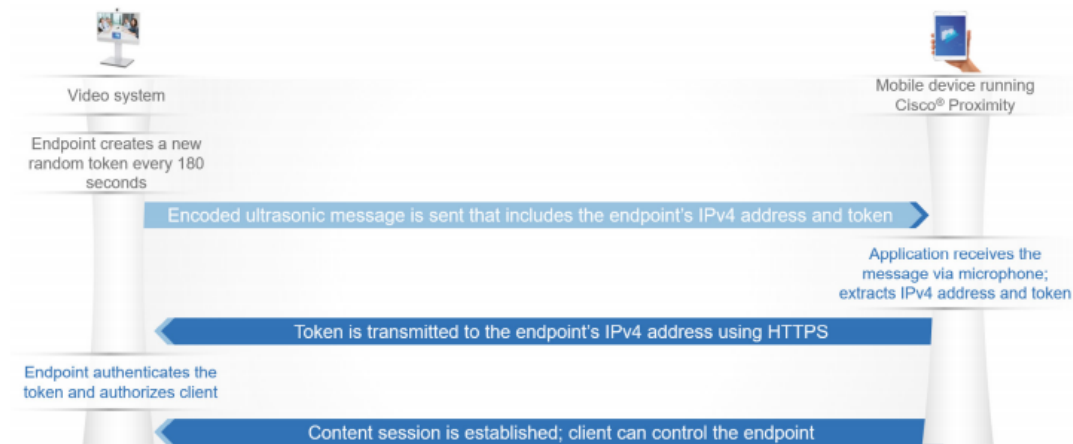 Video system
Mobile device running
Cisco® Proximity
Endpoint creates a new
random token every 180
seconds
Encoded ultrasonic message is sent that includes the endpoint's IPv4 address and token
Application receives the
message via microphone;
extracts IPv4 address and token
Token is transmitted to the endpoint's IPv4 address using HTTPS
Endpoint authenticates the
token and authorizes client
Content session is established; client can control the endpoint